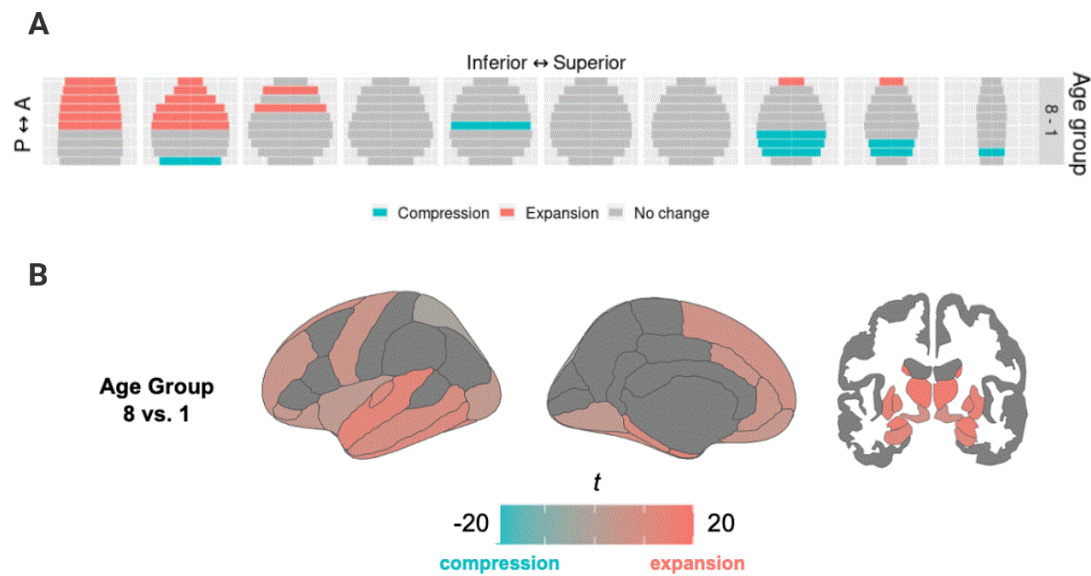 A
Inferior ↔ Superior
P ↔ A
8 - 1
Age group
Compression
Expansion
No change
B
Age Group
8 vs. 1
t
-20
20
compression
expansion